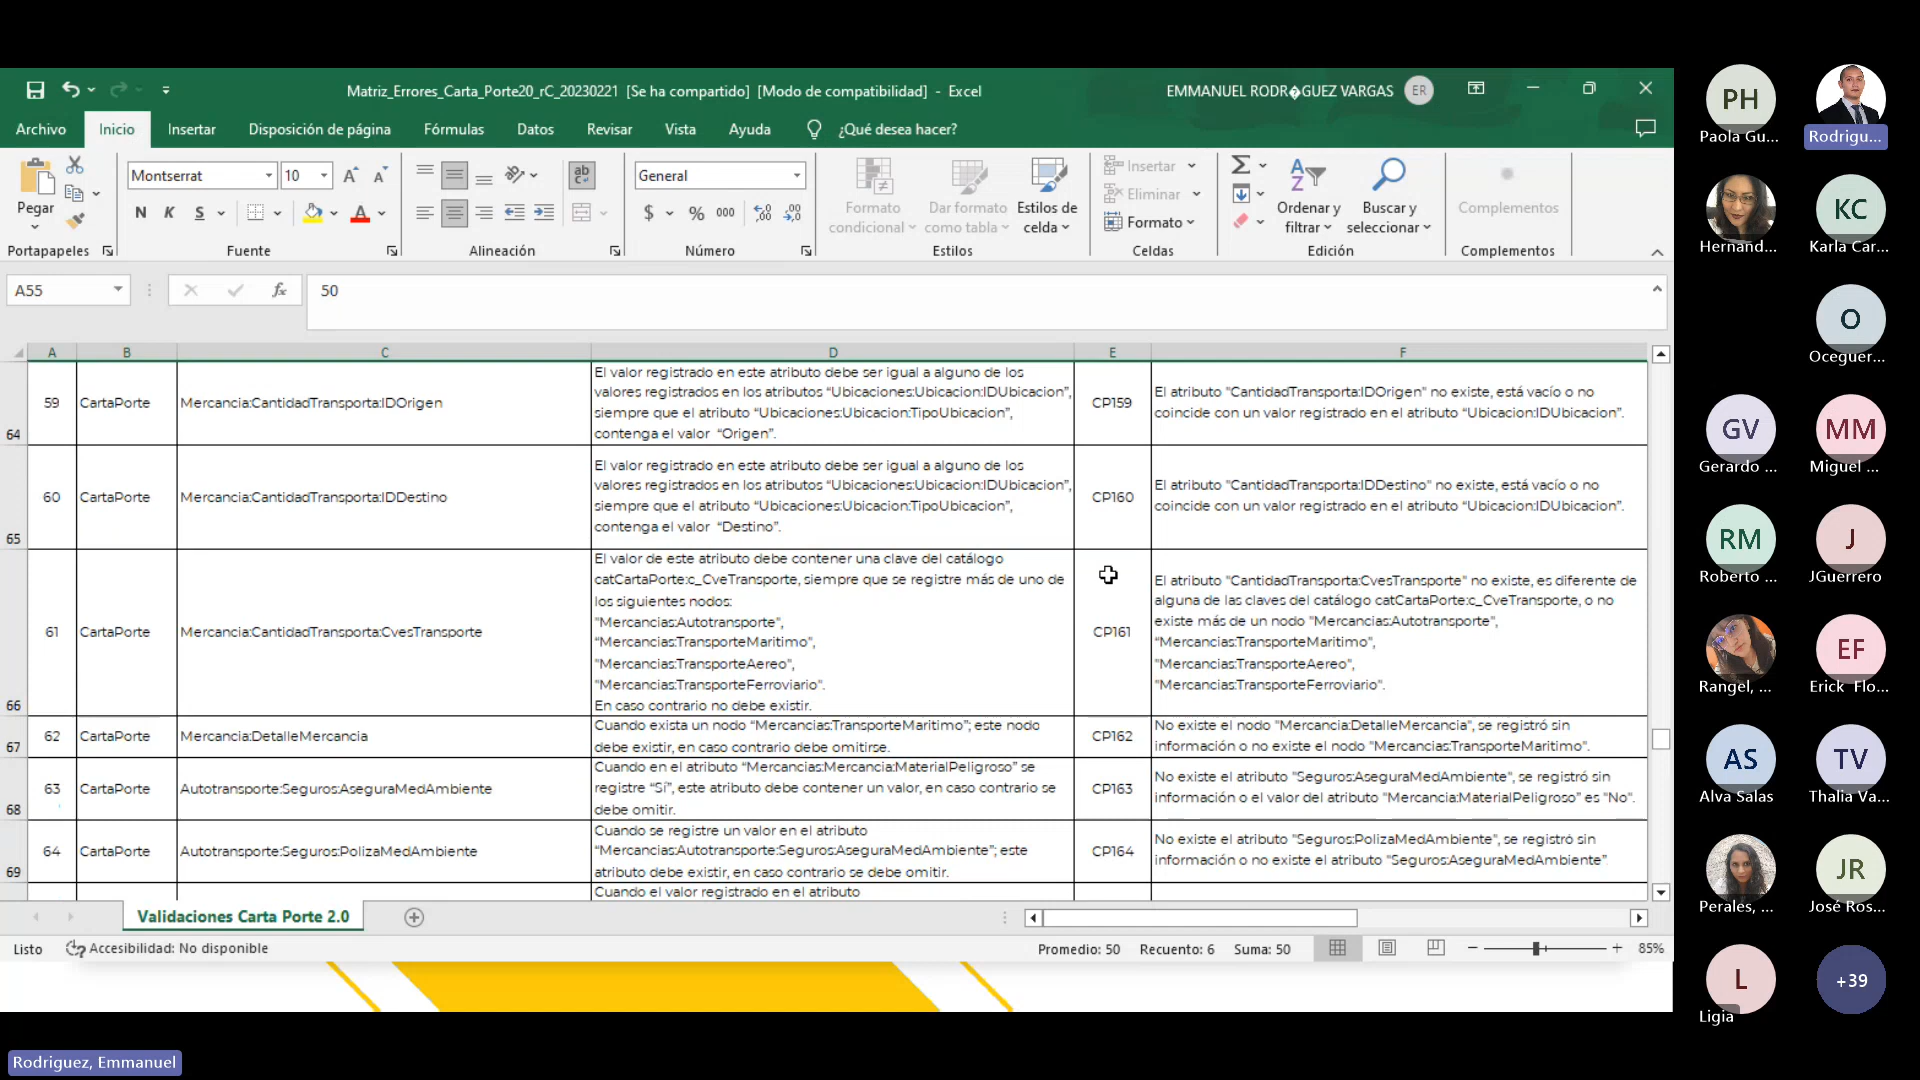 Matriz_Errores_Carta_Porte20_rC_20230221 [Se ha compartido] [Modo de compatibilidad] - Excel
EMMANUEL RODR�GUEZ VARGAS
ER
Archivo
Inicio
Insertar
Disposición de página
Fórmulas
Datos
Revisar
Vista
Ayuda
¿Qué desea hacer?
Pegar
Portapapeles
Montserrat
10
N K S
Fuente
ab
Alineación
General
$ % 000
Número
Formato
condicional
Dar formato
como tabla
Estilos de
celda
Estilos
Insertar
Eliminar
Formato
Celdas
Ordenar y
filtrar
Buscar y
seleccionar
Edición
Complementos
Complementos
A55
fx
50
A B C D E F
64
59
CartaPorte
Mercancia:CantidadTransporta:IDOrigen
El valor registrado en este atributo debe ser igual a alguno de los
valores registrados en los atributos “Ubicaciones:Ubicacion:IDUbicacion”,
siempre que el atributo “Ubicaciones:Ubicacion:TipoUbicacion”,
contenga el valor “Origen”.
CP159
El atributo "CantidadTransporta:IDOrigen" no existe, está vacío o no
coincide con un valor registrado en el atributo “Ubicacion:IDUbicacion”.
65
60
CartaPorte
Mercancia:CantidadTransporta:IDDestino
El valor registrado en este atributo debe ser igual a alguno de los
valores registrados en los atributos “Ubicaciones:Ubicacion:IDUbicacion”,
siempre que el atributo “Ubicaciones:Ubicacion:TipoUbicacion”,
contenga el valor “Destino”.
CP160
El atributo "CantidadTransporta:IDDestino" no existe, está vacío o no
coincide con un valor registrado en el atributo “Ubicacion:IDUbicacion”.
66
61
CartaPorte
Mercancia:CantidadTransporta:CvesTransporte
El valor de este atributo debe contener una clave del catálogo
catCartaPorte:c_CveTransporte, siempre que se registre más de uno de
los siguientes nodos:
"Mercancias:Autotransporte",
"Mercancias:TransporteMaritimo",
"Mercancias:TransporteAereo",
"Mercancias:TransporteFerroviario".
En caso contrario no debe existir.
CP161
El atributo "CantidadTransporta:CvesTransporte" no existe, es diferente de
alguna de las claves del catálogo catCartaPorte:c_CveTransporte, o no
existe más de un nodo "Mercancias:Autotransporte",
"Mercancias:TransporteMaritimo",
"Mercancias:TransporteAereo",
"Mercancias:TransporteFerroviario".
67
62
CartaPorte
Mercancia:DetalleMercancia
Cuando exista un nodo “Mercancias:TransporteMaritimo”; este nodo
debe existir, en caso contrario debe omitirse.
CP162
No existe el nodo "Mercancia:DetalleMercancia", se registró sin
información o no existe el nodo "Mercancias:TransporteMaritimo".
68
63
CartaPorte
Autotransporte:Seguros:AseguraMedAmbiente
Cuando en el atributo “Mercancias:Mercancia:MaterialPeligroso” se
registre “Sí”, este atributo debe contener un valor, en caso contrario se
debe omitir.
CP163
No existe el atributo "Seguros:AseguraMedAmbiente", se registró sin
información o el valor del atributo "Mercancia:MaterialPeligroso” es "No".
69
64
CartaPorte
Autotransporte:Seguros:PolizaMedAmbiente
Cuando se registre un valor en el atributo
“Mercancias:Autotransporte:Seguros:AseguraMedAmbiente”; este
atributo debe existir, en caso contrario se debe omitir.
CP164
No existe el atributo "Seguros:PolizaMedAmbiente", se registró sin
información o no existe el atributo "Seguros:AseguraMedAmbiente”
Cuando el valor registrado en el atributo
Validaciones Carta Porte 2.0
Listo
Accesibilidad: No disponible
Promedio: 50
Recuento: 6
Suma: 50
85%
Rodriguez, Emmanuel
PH
Paola Gu...
Rodrigu...
Hernánd...
KC
Karla Car...
O
Oceguer...
GV
Gerardo ...
MM
Miguel ...
RM
Roberto ...
J
JGuerrero
Rangel, ...
EF
Erick Flo...
AS
Alva Salas
TV
Thalia Va...
Perales, ...
JR
José Ros...
L
Ligia
+39